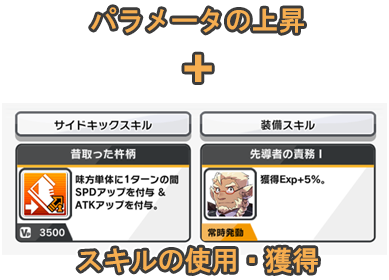 パラメータの上昇
+
サイドキックスキル
装備スキル
昔取った杵柄
先導者の責務 I
味方単体に1ターンの間
SPDアップを付与 &
ATKアップを付与。
獲得Exp+5%。
3500
常時発動
スキルの使用・獲得